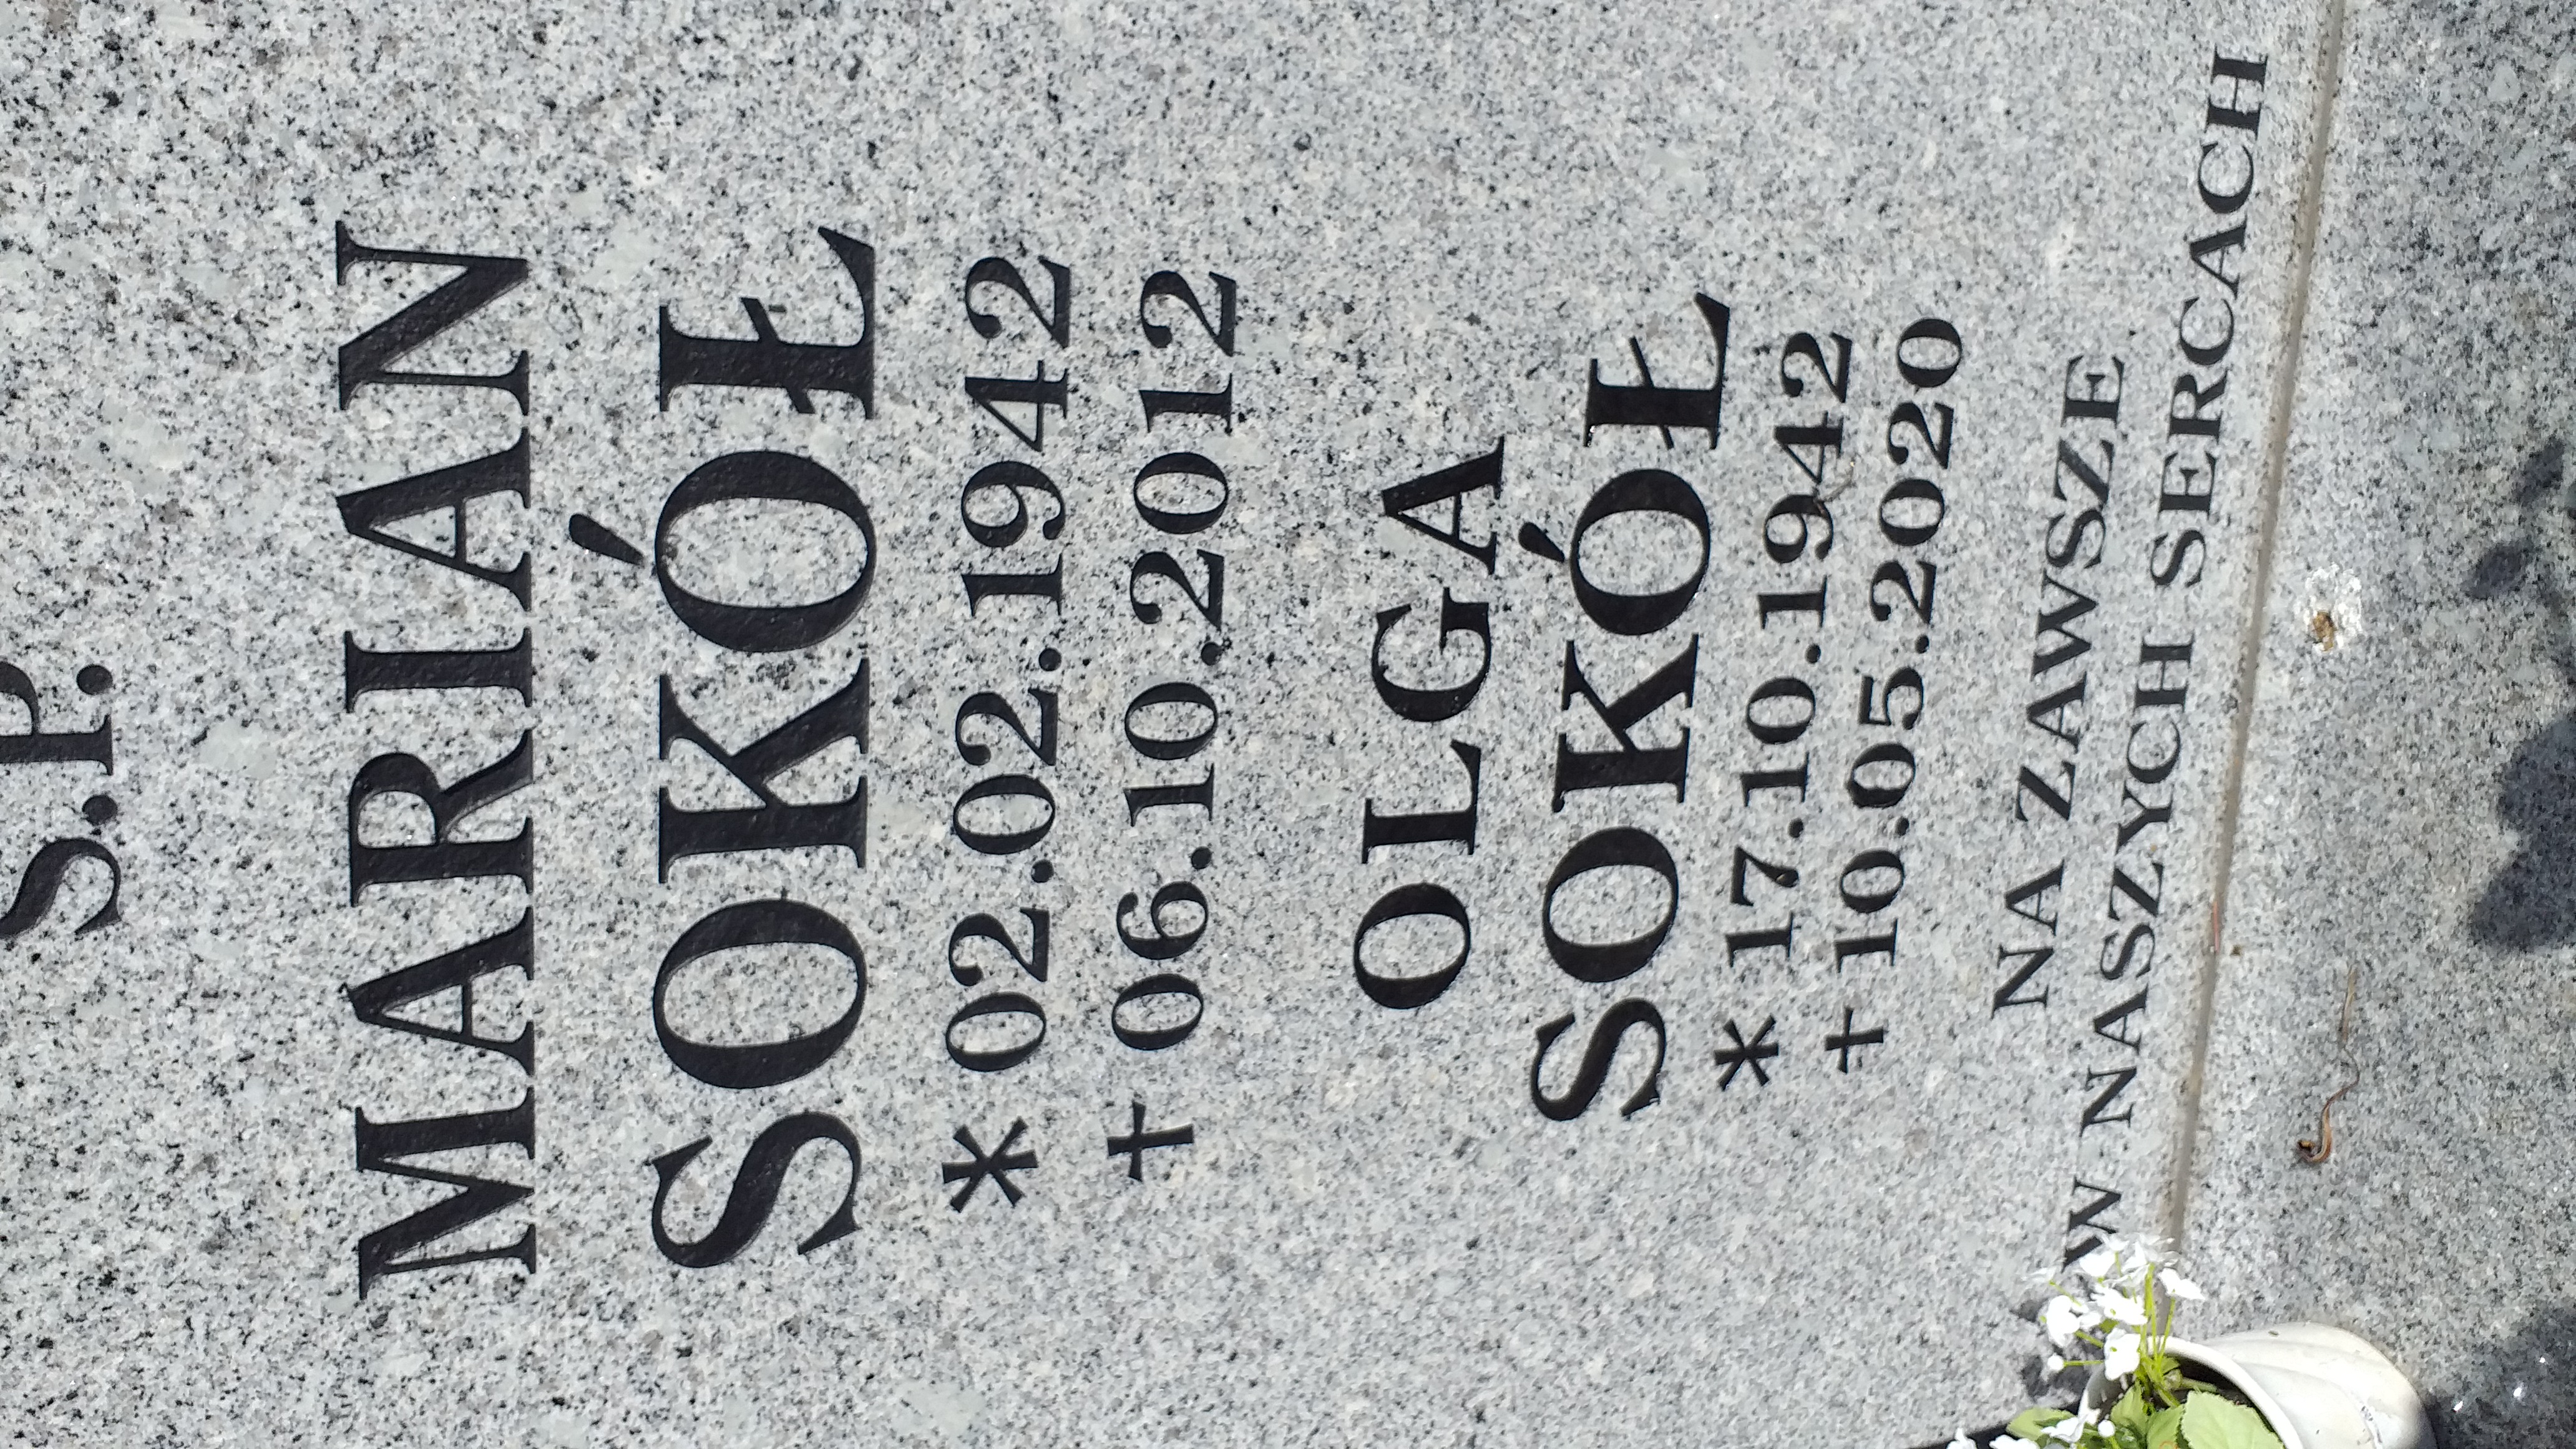 S.P.
MARIAN
SOKÓŁ
* 02.02.1942
+ 06.10.2012
OLGA
SOKÓŁ
* 17.10.1942
+ 10.05.2020
NA ZAWSZE
W NASZYCH SERCACH